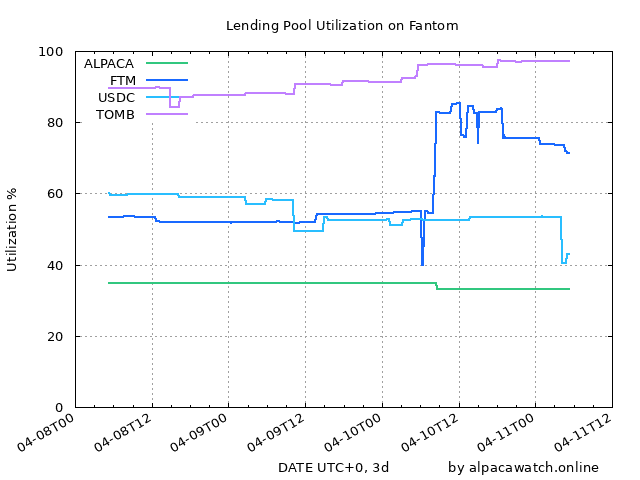 Lending Pool Utilization on Fantom
Utilization %
100
80
60
40
20
0
ALPACA
FTM
USDC
TOMB
04-08T00
04-08T12
04-09T00
04-09T12
04-10T00
04-10T12
04-11T00
04-11T12
DATE UTC+0, 3d
by alpacawatch.online